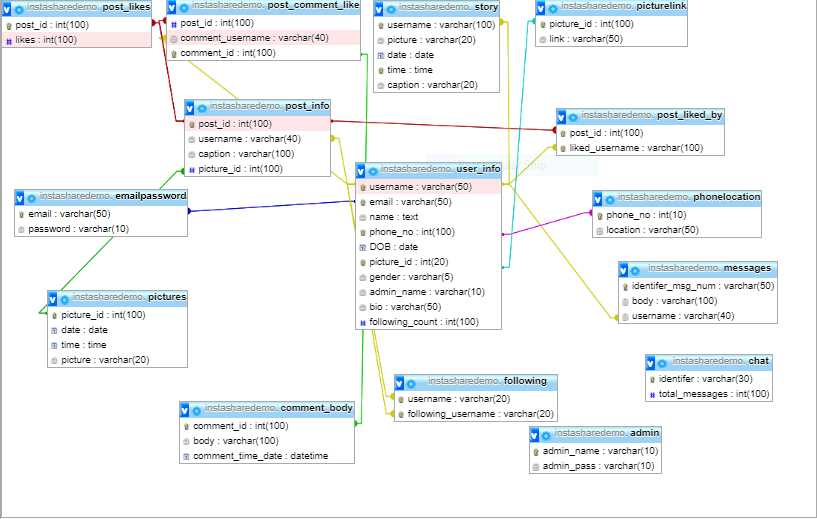 instasharedemo. post_likes
post_id : int(100)
likes : int(100)
instasharedemo. post_comment_like
post_id : int(100)
comment_username : varchar(40)
comment_id : int(100)
instasharedemo. story
username : varchar(100)
picture : varchar(20)
date : date
time : time
caption : varchar(20)
instasharedemo. picturelink
picture_id : int(100)
link : varchar(50)
instasharedemo. post_info
post_id : int(100)
username : varchar(40)
caption : varchar(100)
picture_id : int(100)
instasharedemo. post_liked_by
post_id : int(100)
liked_username : varchar(100)
instasharedemo. user_info
username : varchar(50)
email : varchar(50)
name : text
phone_no : int(100)
DOB : date
picture_id : int(20)
gender : varchar(5)
admin_name : varchar(10)
bio : varchar(50)
following_count : int(100)
instasharedemo. emailpassword
email : varchar(50)
password : varchar(10)
instasharedemo. phonelocation
phone_no : int(10)
location : varchar(50)
instasharedemo. messages
identifer_msg_num : varchar(50)
body : varchar(100)
username : varchar(40)
instasharedemo. pictures
picture_id : int(100)
date : date
time : time
picture : varchar(20)
instasharedemo. chat
identifer : varchar(30)
total_messages : int(100)
instasharedemo. following
username : varchar(20)
following_username : varchar(20)
instasharedemo. comment_body
comment_id : int(100)
body : varchar(100)
comment_time_date : datetime
instasharedemo. admin
admin_name : varchar(10)
admin_pass : varchar(10)